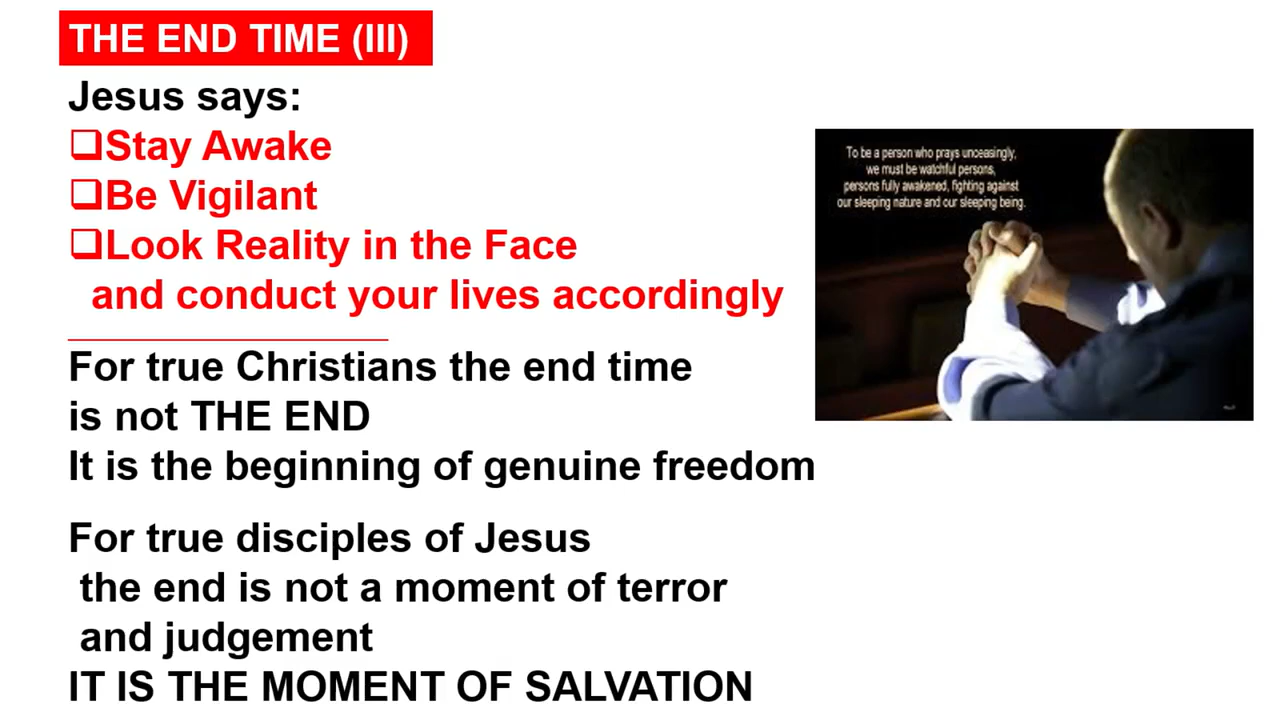 THE END TIME (III)
Jesus says:
❑Stay Awake
❑Be Vigilant
❑Look Reality in the Face
and conduct your lives accordingly
For true Christians the end time
is not THE END
It is the beginning of genuine freedom
For true disciples of Jesus
the end is not a moment of terror
and judgement
IT IS THE MOMENT OF SALVATION
To be a person who prays unceasingly,
we must be watchful persons,
persons fully awakened, fighting against
our sleeping nature and our sleeping being.